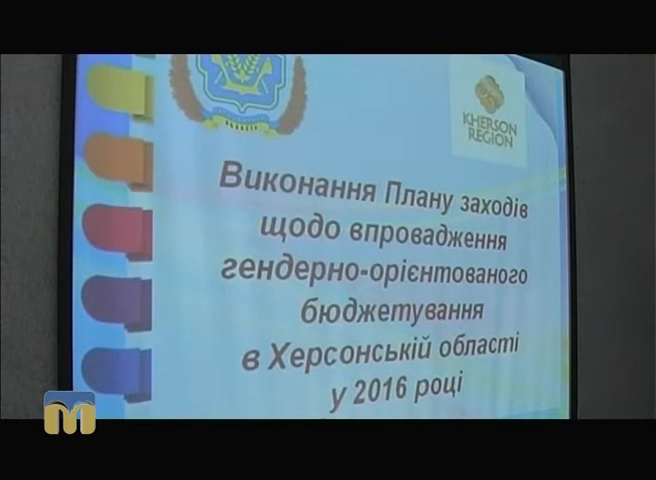 KHERSON
REGION
Виконання Плану заходів
щодо впровадження
гендерно-орієнтованого
бюджетування
в Херсонській області
у 2016 році